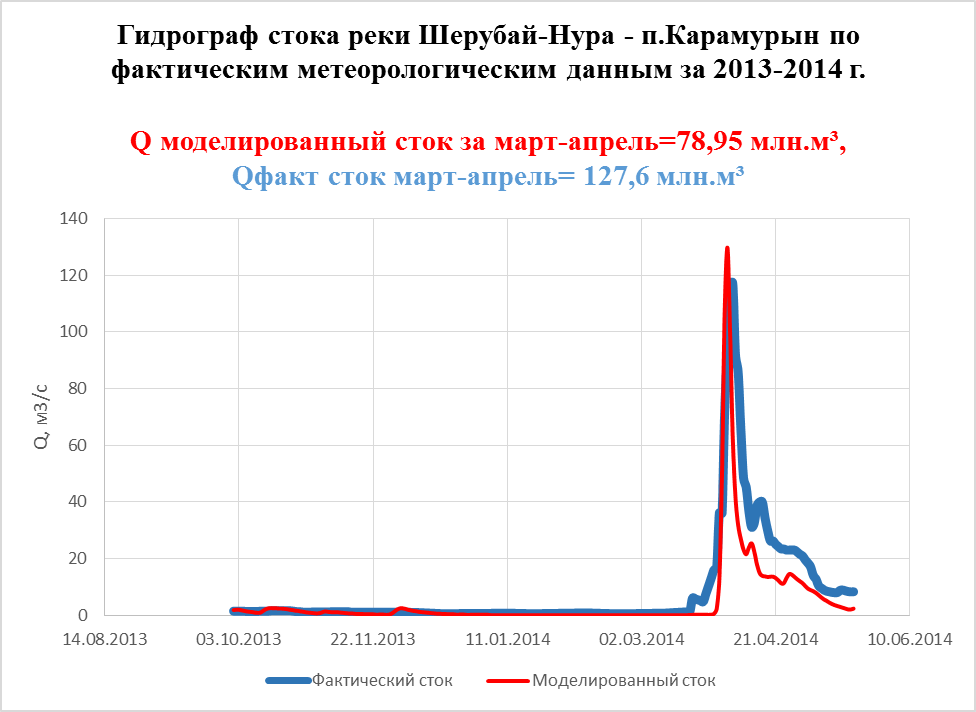 Гидрограф стока реки Шерубай-Нура - п.Карамурын по
фактическим метеорологическим данным за 2013-2014 г.
Q моделированный сток за март-апрель=78,95 млн.м³,
Qфакт сток март-апрель= 127,6 млн.м³
140
120
100
80
60
40
20
0
Q, м3/с
14.08.2013 03.10.2013 22.11.2013 11.01.2014 02.03.2014 21.04.2014 10.06.2014
Фактический сток Моделированный сток